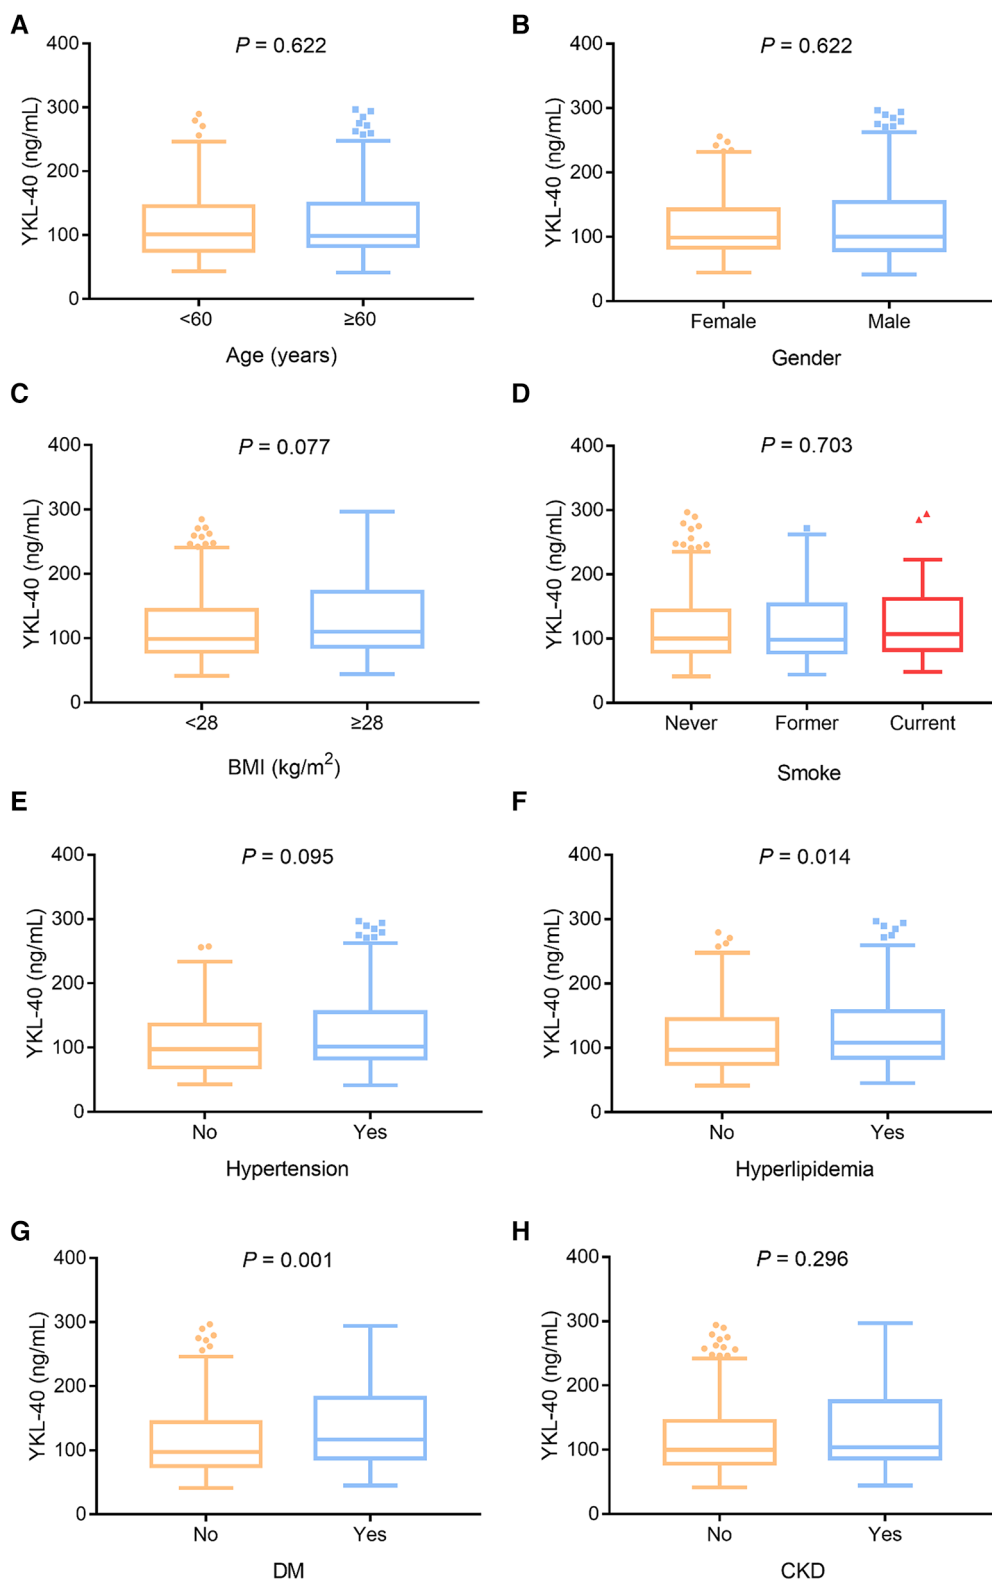 A
P = 0.622
YKL-40 (ng/mL)
400
300
200
100
0
<60
≥60
Age (years)
B
P = 0.622
YKL-40 (ng/mL)
400
300
200
100
0
Female
Male
Gender
C
P = 0.077
YKL-40 (ng/mL)
400
300
200
100
0
<28
≥28
BMI (kg/m²)
D
P = 0.703
YKL-40 (ng/mL)
400
300
200
100
0
Never
Former
Current
Smoke
E
P = 0.095
YKL-40 (ng/mL)
400
300
200
100
0
No
Yes
Hypertension
F
P = 0.014
YKL-40 (ng/mL)
400
300
200
100
0
No
Yes
Hyperlipidemia
G
P = 0.001
YKL-40 (ng/mL)
400
300
200
100
0
No
Yes
DM
H
P = 0.296
YKL-40 (ng/mL)
400
300
200
100
0
No
Yes
CKD